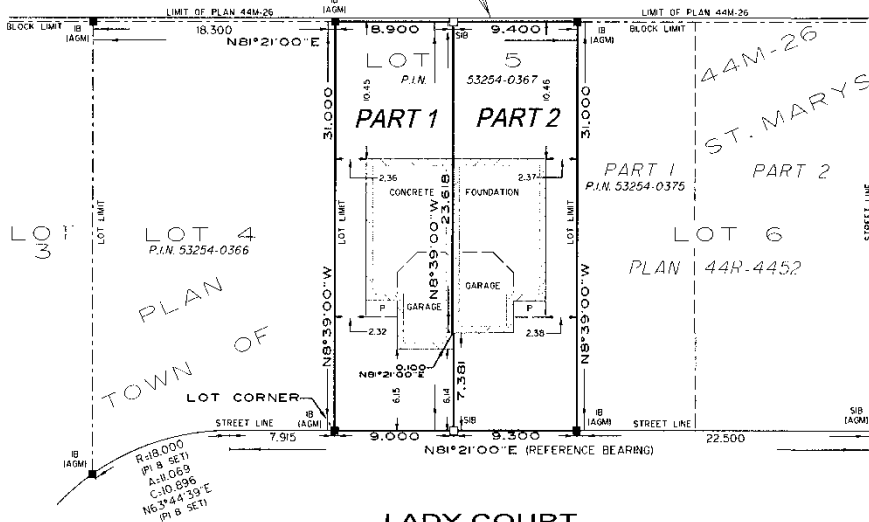 LIMIT OF PLAN 44M-26
IB
(AGM)
LIMIT OF PLAN 44M-26
BLOCK LIMIT
IB
(AGM)
18.300
N81°21'00"E
8.900
SIB
9.400
IB
(AGM)
BLOCK LIMIT
LOT 5
P.I.N. 53254-0367
10.45
10.46
PART 1
PART 2
31.000
31.000
44M-26
ST. MARYS
PART 1
P.I.N. 53254-0375
PART 2
2.36
2.37
CONCRETE FOUNDATION
LOT 3
LOT LIMIT
LOT 4
P.I.N. 53254-0366
LOT LIMIT
N8°39'00"W
23.618
LOT LIMIT
LOT 6
PLAN 44R-4452
STREET LINE
PLAN
TOWN OF
GARAGE
GARAGE
P
P
2.32
2.38
N8°39'00"W
N8°39'00"W
0.100
N81°21'00"E
6.15
6.14
7.381
LOT CORNER
STREET LINE
7.915
9.000
SIB
9.300
IB
(AGM)
STREET LINE
22.500
SIB
(AGM)
N81°21'00"E (REFERENCE BEARING)
IB
(AGM)
R=18.000
(PI & SET)
A=11.069
C=10.896
N63°44'39"E
(PI & SET)
LADY COURT